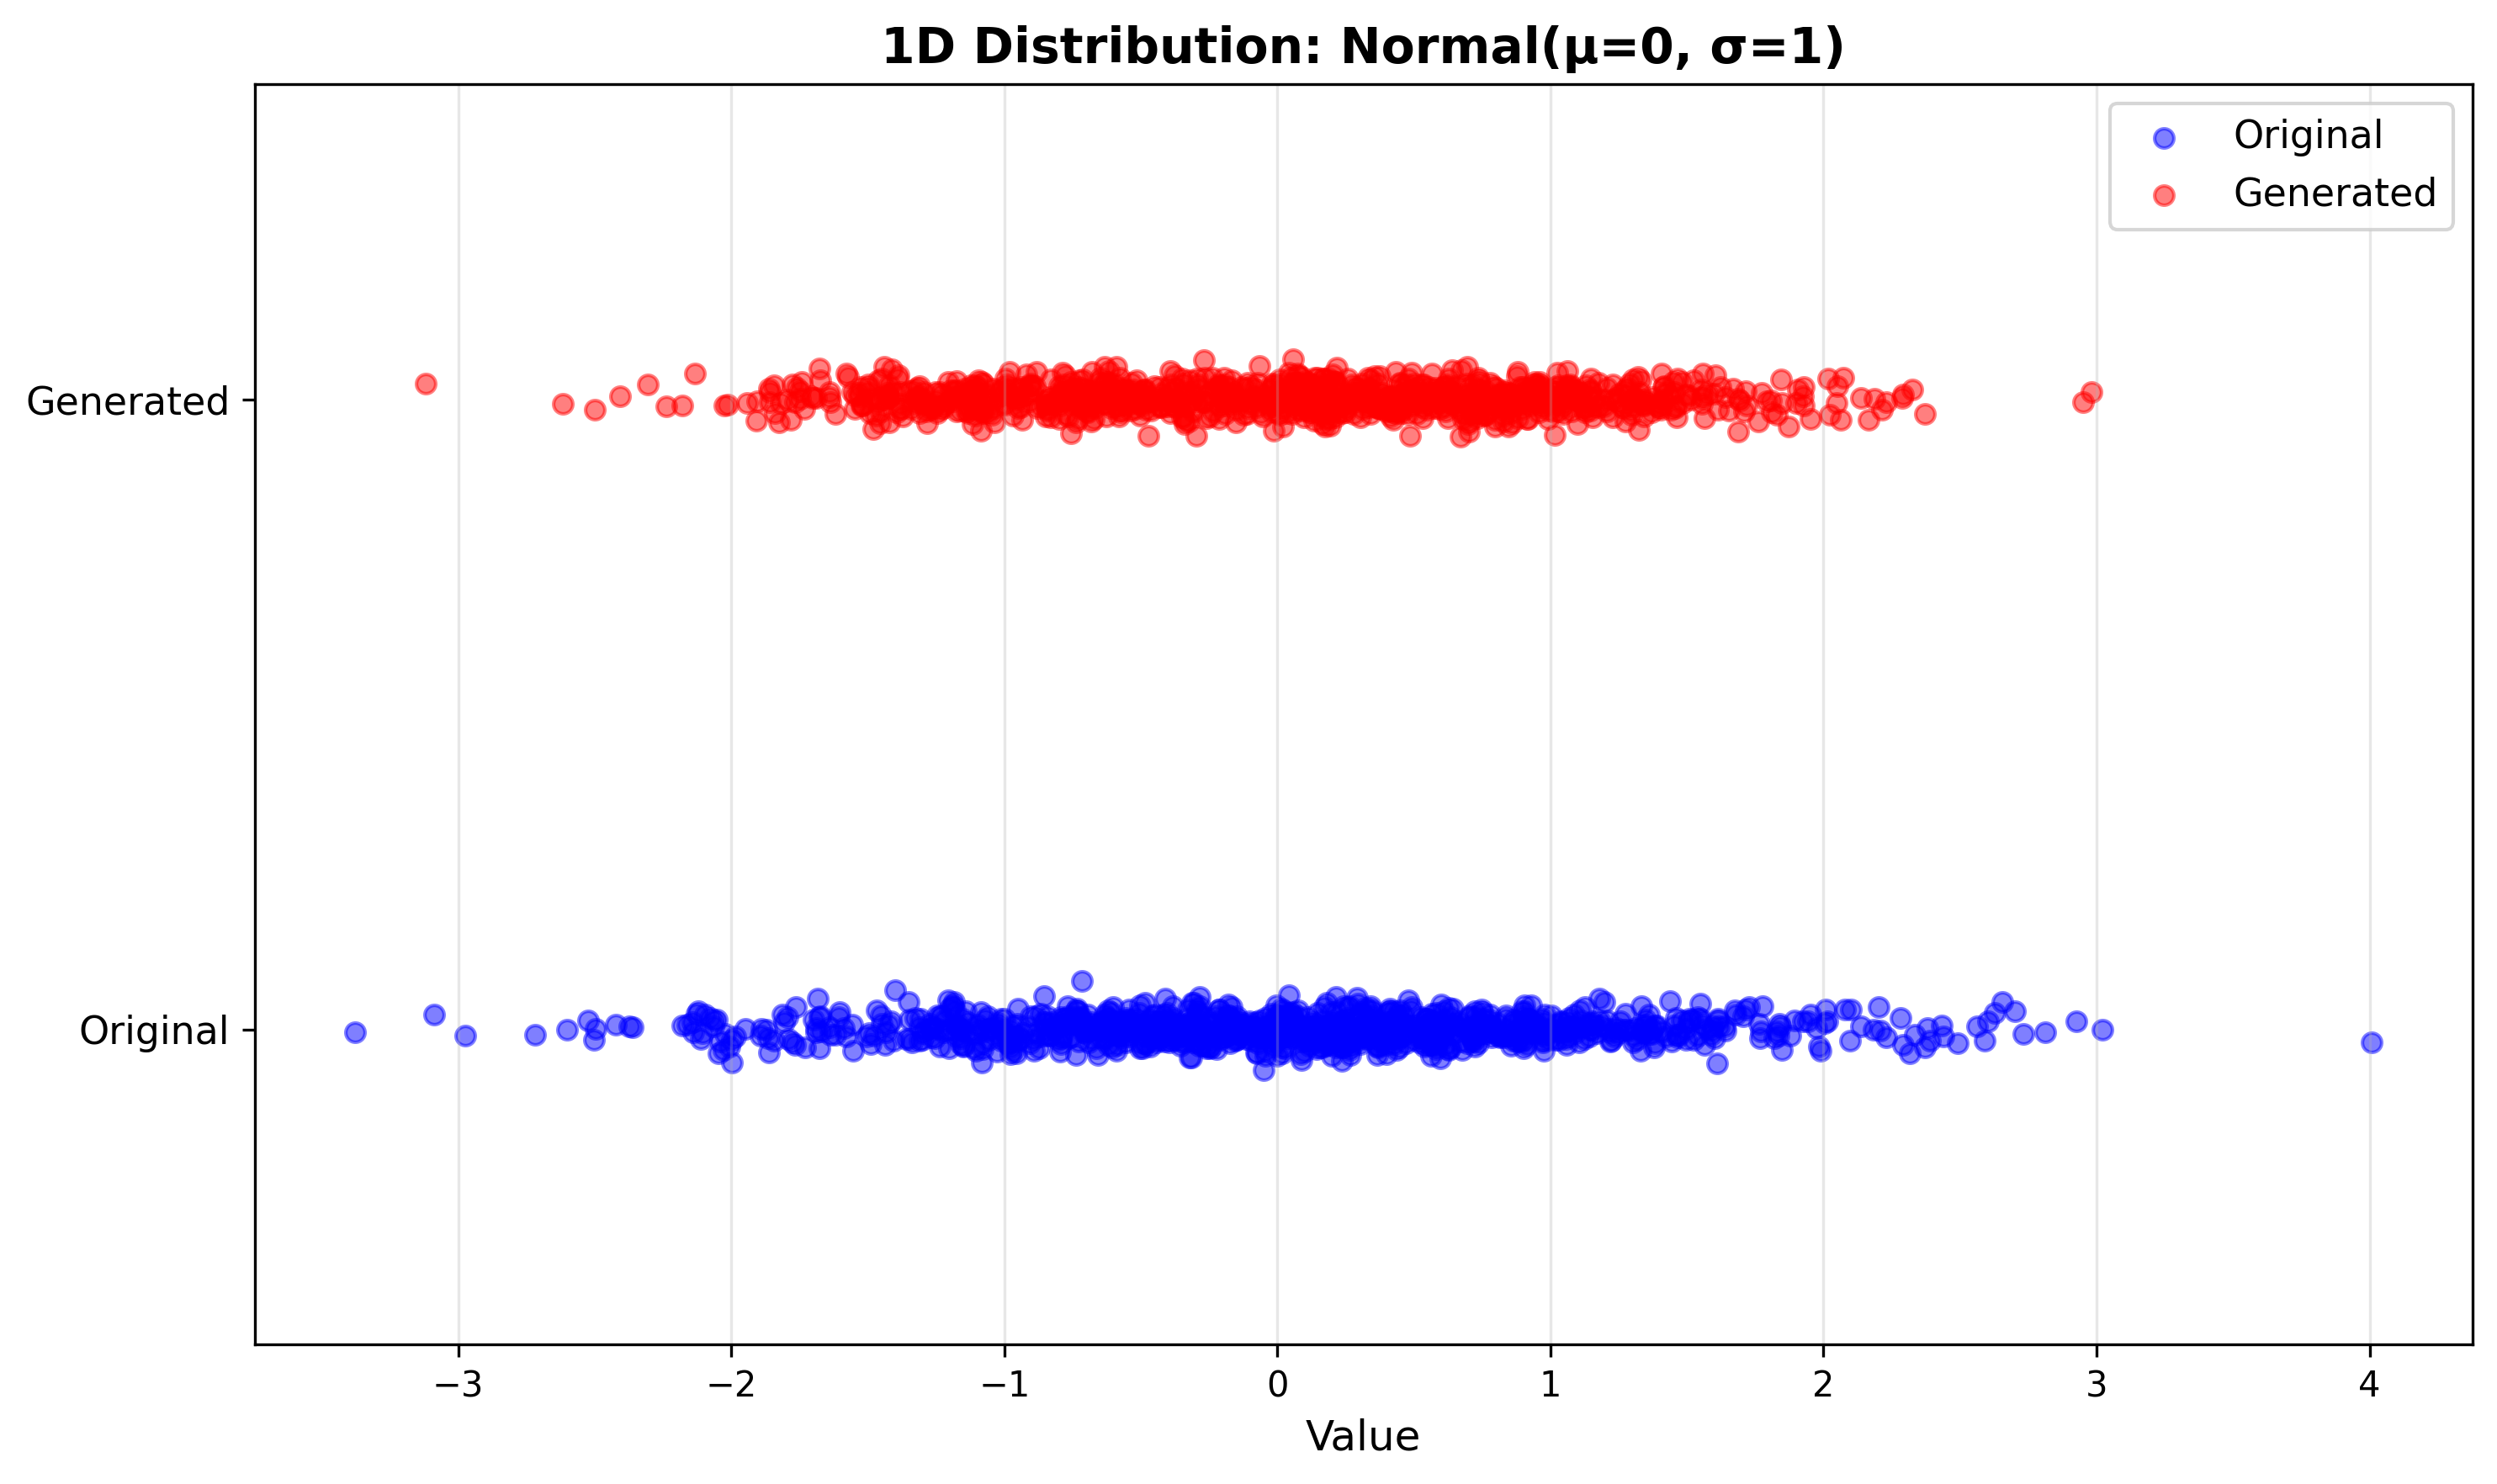 1D Distribution: Normal(μ=0, σ=1)
Original
Generated
Generated
Original
−3
−2
−1
0
1
2
3
4
Value